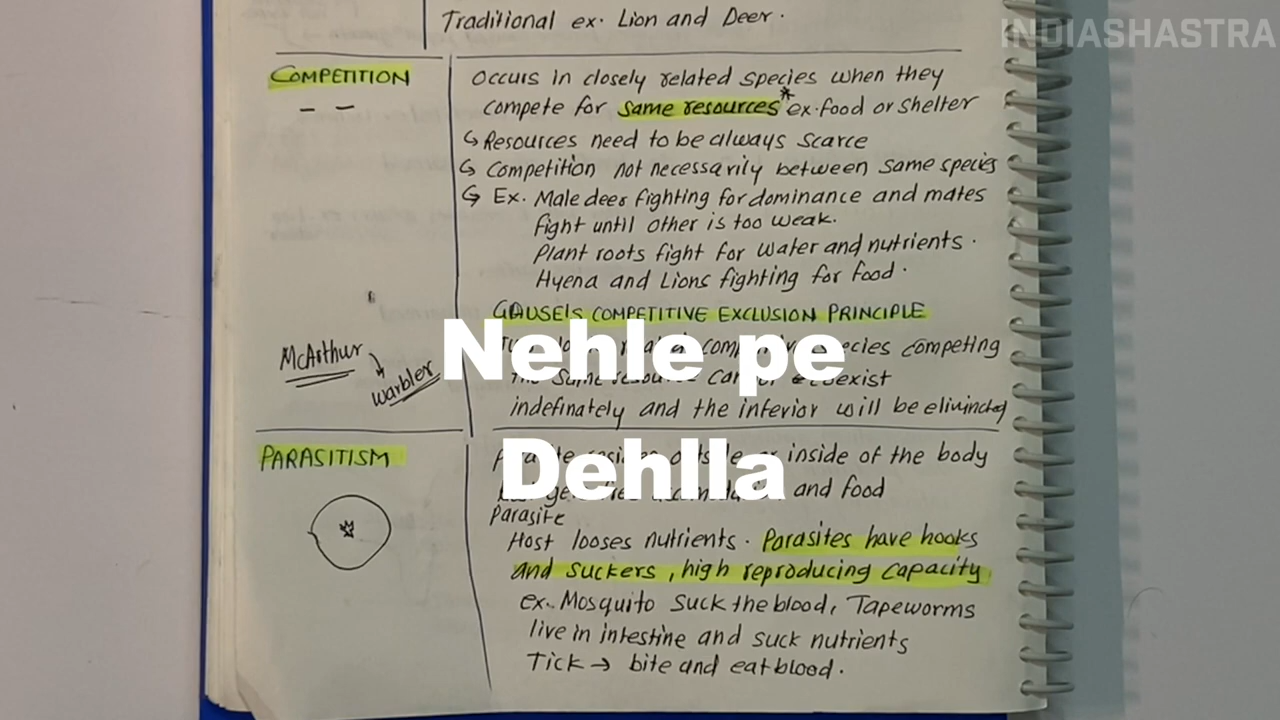 INDIASHASTRA
Traditional ex. Lion and Deer.
COMPETITION
– –
Occurs in closely related species when they
compete for same resources* ex. food or shelter
↳ Resources need to be always scarce
↳ Competition not necessarily between same species
↳ Ex. Male deer fighting for dominance and mates
fight until other is too weak.
Plant roots fight for water and nutrients.
Hyena and Lions fighting for food.
GAUSE'S COMPETITIVE EXCLUSION PRINCIPLE
species competing
exist
indefinately and the inferior will be
McArthur
→ warbler
Nehle pe
Dehlla
PARASITISM
inside of the body
and food
Parasite
Host looses nutrients. Parasites have hooks
and suckers, high reproducing capacity
ex. Mosquito suck the blood, Tapeworms
live in intestine and suck nutrients
Tick → bite and eat blood.